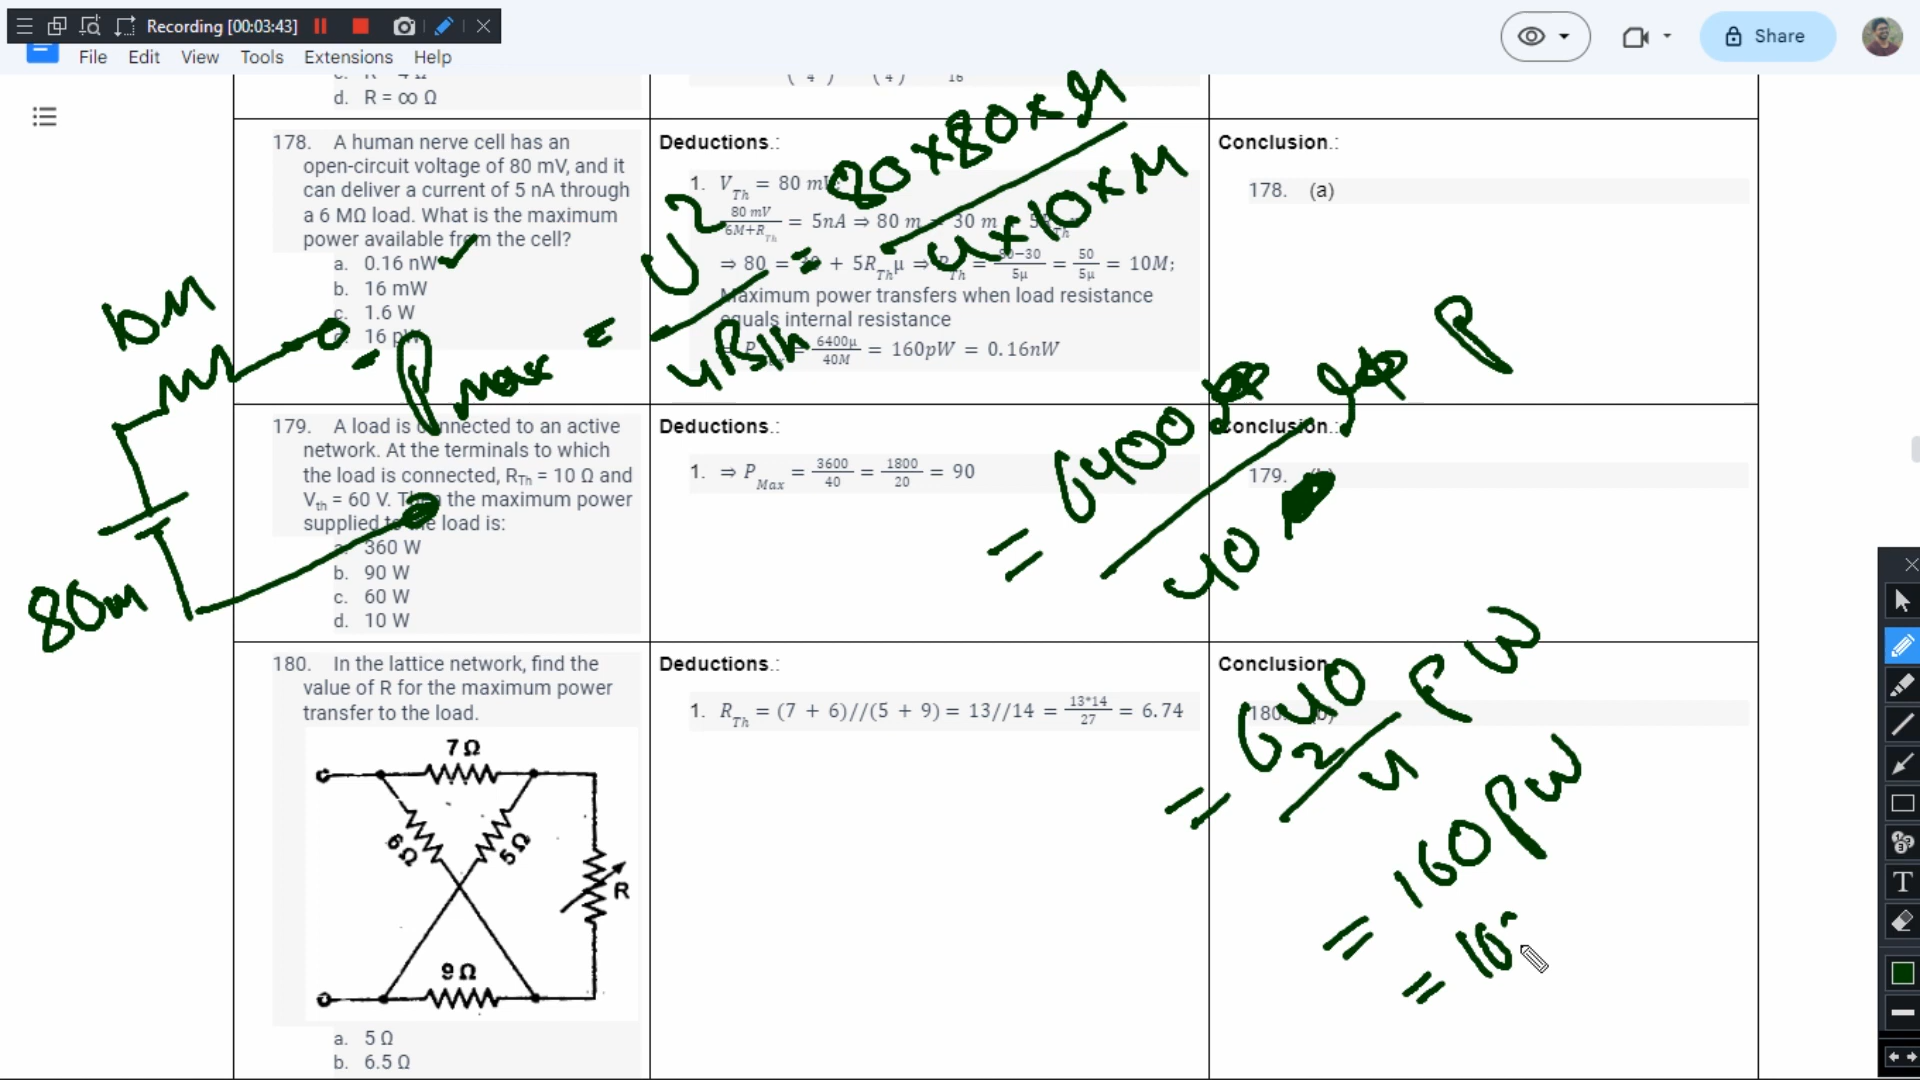 Recording [00:03:43]
File Edit View Tools Extensions Help
Share
d. R = ∞ Ω
178. A human nerve cell has an
open-circuit voltage of 80 mV, and it
can deliver a current of 5 nA through
a 6 MΩ load. What is the maximum
power available from the cell?
a. 0.16 nW
b. 16 mW
c. 1.6 W
16
Deductions.:
1. V_Th = 80 m
80 mV / 6M+R_Th = 5nA ⇒ 80 m 30 m
⇒ 80 = + 5R_Th μ ⇒ = 80−30 / 5μ = 50 / 5μ = 10M;
Maximum power transfers when load resistance
equals internal resistance
= 6400μ / 40M = 160pW = 0.16nW
Conclusion.:
178. (a)
179. A load is connected to an active
network. At the terminals to which
the load is connected, R_Th = 10 Ω and
V_th = 60 V. the maximum power
supplied to the load is:
a. 360 W
b. 90 W
c. 60 W
d. 10 W
Deductions.:
1. ⇒ P_Max = 3600 / 40 = 1800 / 20 = 90
Conclusion.:
179.
180. In the lattice network, find the
value of R for the maximum power
transfer to the load.
7Ω
6Ω
5Ω
R
9Ω
a. 5 Ω
b. 6.5 Ω
Deductions.:
1. R_Th = (7 + 6)//(5 + 9) = 13//14 = 13*14 / 27 = 6.74
Conclusion
180.
10M
80m
P max = V² / 4Rth = 80×80×μ / 4×10×M
= 6400 / 40
P
= 640 / 4 PW
= 160 PW
T